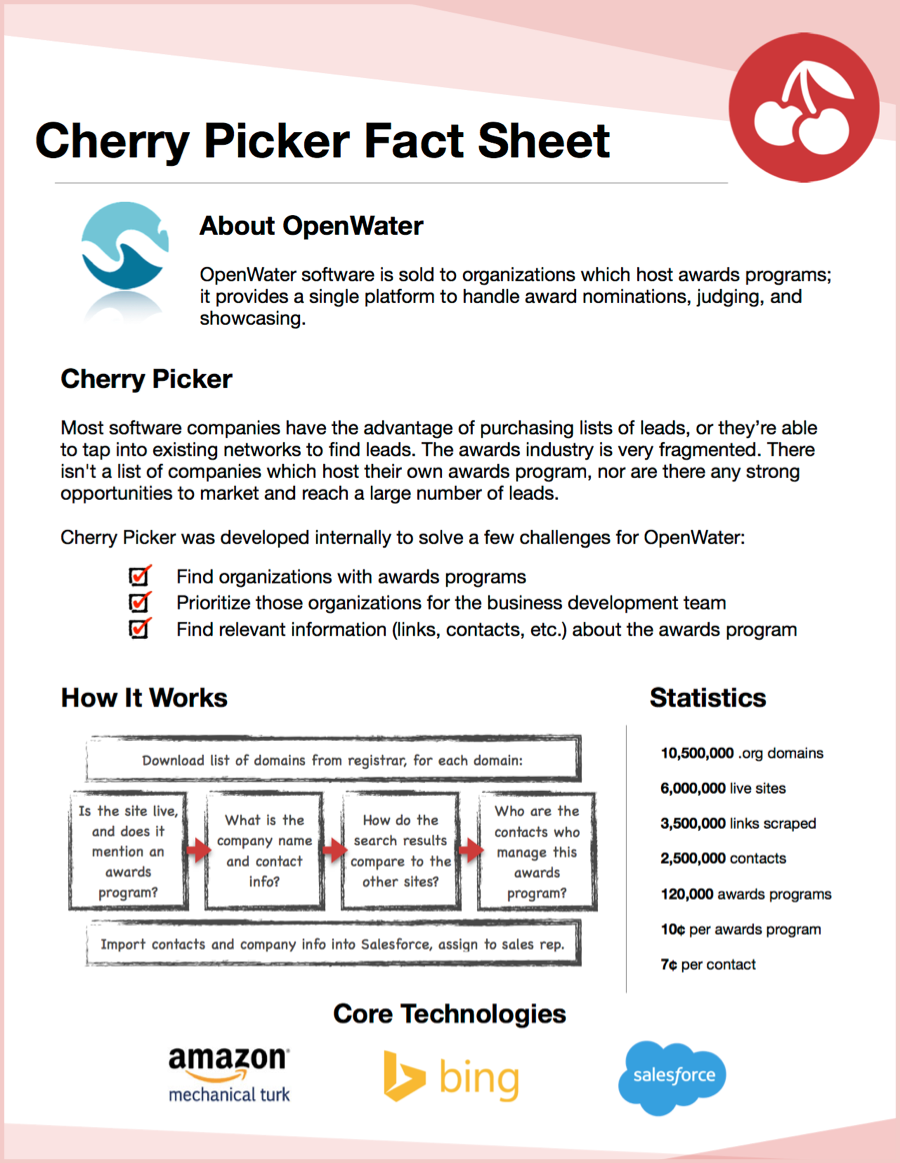 Cherry Picker Fact Sheet
About OpenWater
OpenWater software is sold to organizations which host awards programs;
it provides a single platform to handle award nominations, judging, and
showcasing.
Cherry Picker
Most software companies have the advantage of purchasing lists of leads, or they’re able
to tap into existing networks to find leads. The awards industry is very fragmented. There
isn't a list of companies which host their own awards program, nor are there any strong
opportunities to market and reach a large number of leads.
Cherry Picker was developed internally to solve a few challenges for OpenWater:
Find organizations with awards programs
Prioritize those organizations for the business development team
Find relevant information (links, contacts, etc.) about the awards program
How It Works
Download list of domains from registrar, for each domain:
Is the site live,
and does it
mention an
awards
program?
What is the
company name
and contact
info?
How do the
search results
compare to the
other sites?
Who are the
contacts who
manage this
awards
program?
Import contacts and company info into Salesforce, assign to sales rep.
Statistics
10,500,000 .org domains
6,000,000 live sites
3,500,000 links scraped
2,500,000 contacts
120,000 awards programs
10¢ per awards program
7¢ per contact
Core Technologies
amazon
mechanical turk
bing
salesforce